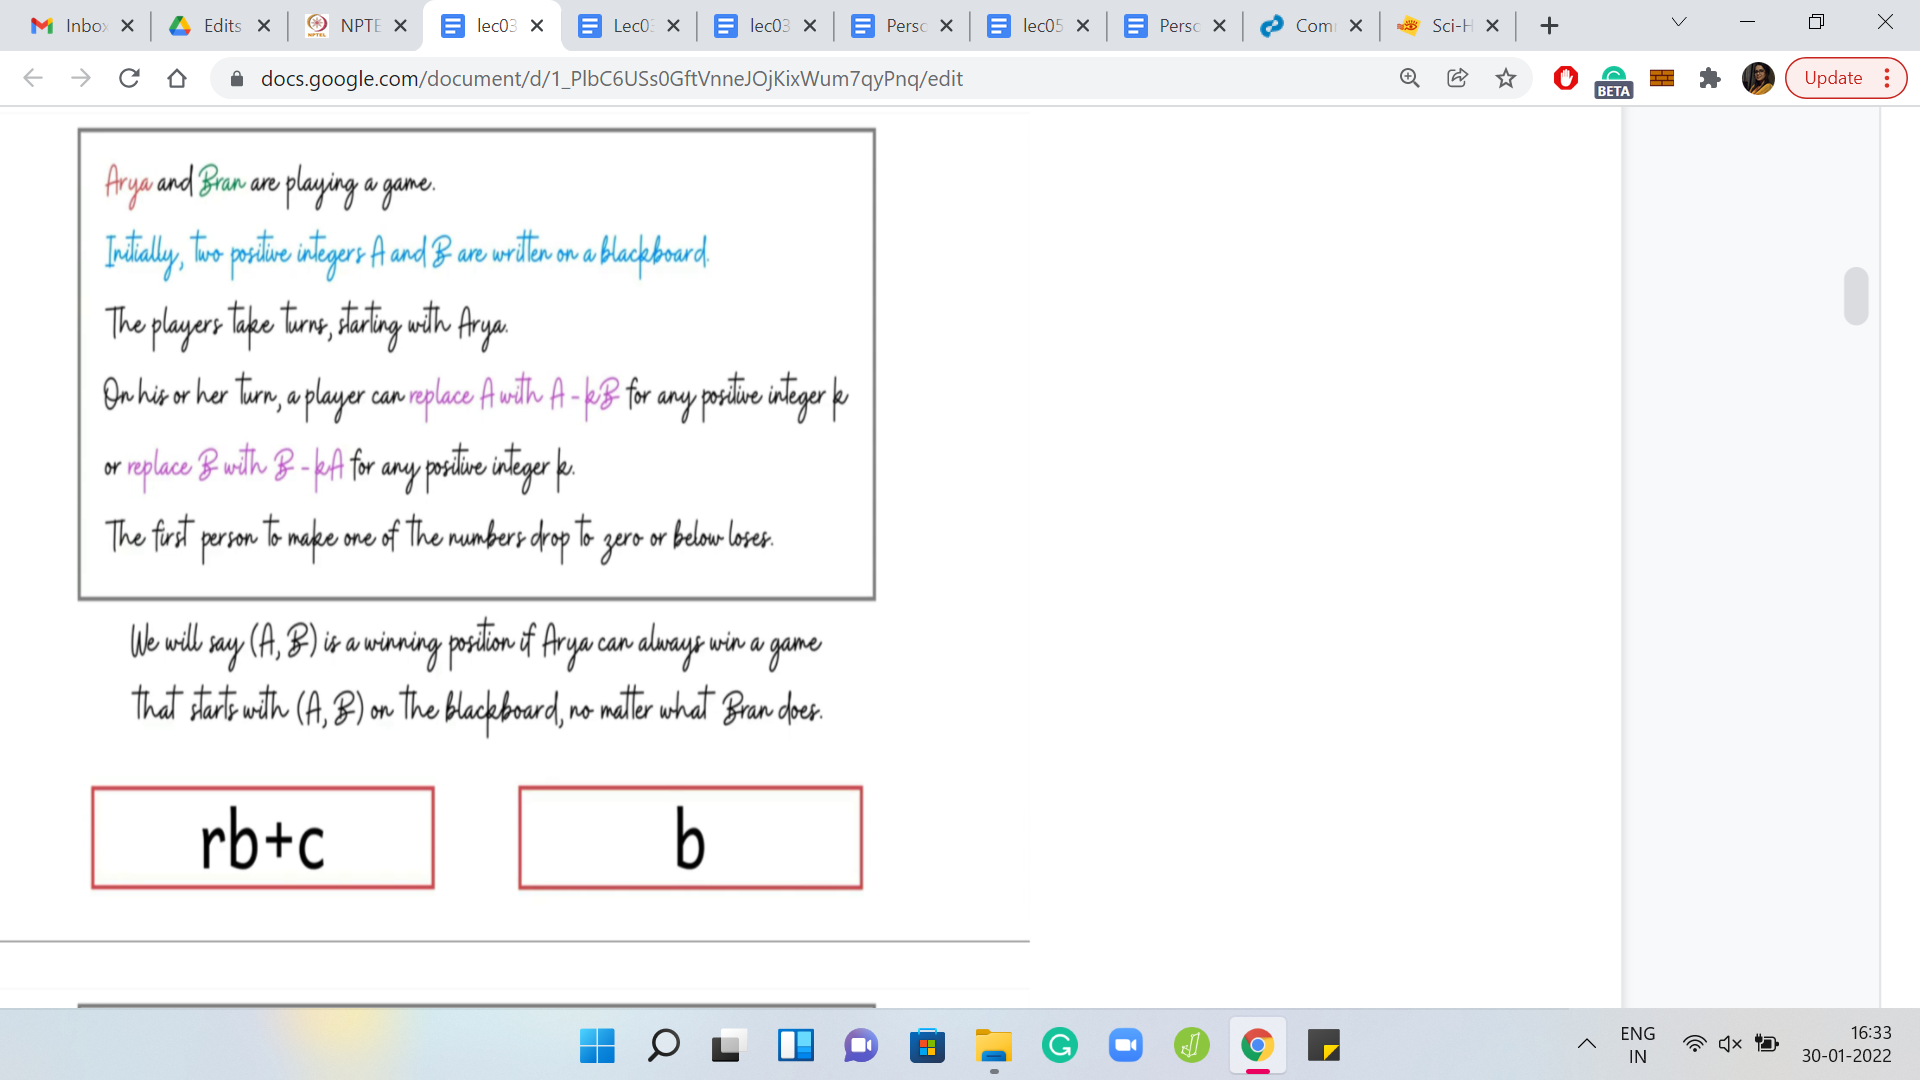 Inbox
Edits
NPTE
lec03
Lec03
lec03
Perso
lec05
Perso
Com
Sci-H
docs.google.com/document/d/1_PlbC6USs0GftVnneJOjKixWum7qyPnq/edit
BETA
Update
Arya and Bran are playing a game.
Initially, two positive integers A and B are written on a blackboard.
The players take turns, starting with Arya.
On his or her turn, a player can replace A with A - kB for any positive integer k
or replace B with B - kA for any positive integer k.
The first person to make one of the numbers drop to zero or below loses.
We will say (A, B) is a winning position if Arya can always win a game
that starts with (A, B) on the blackboard, no matter what Bran does.
rb+c
b
ENG
IN
16:33
30-01-2022